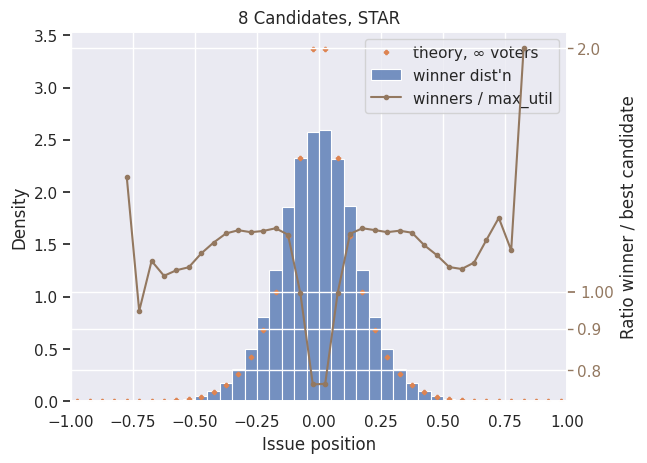 8 Candidates, STAR
theory, ∞ voters
winner dist'n
winners / max_util
3.5
3.0
2.5
2.0
1.5
1.0
0.5
0.0
Density
2.0
1.00
0.9
0.8
Ratio winner / best candidate
−1.00 −0.75 −0.50 −0.25 0.00 0.25 0.50 0.75 1.00
Issue position